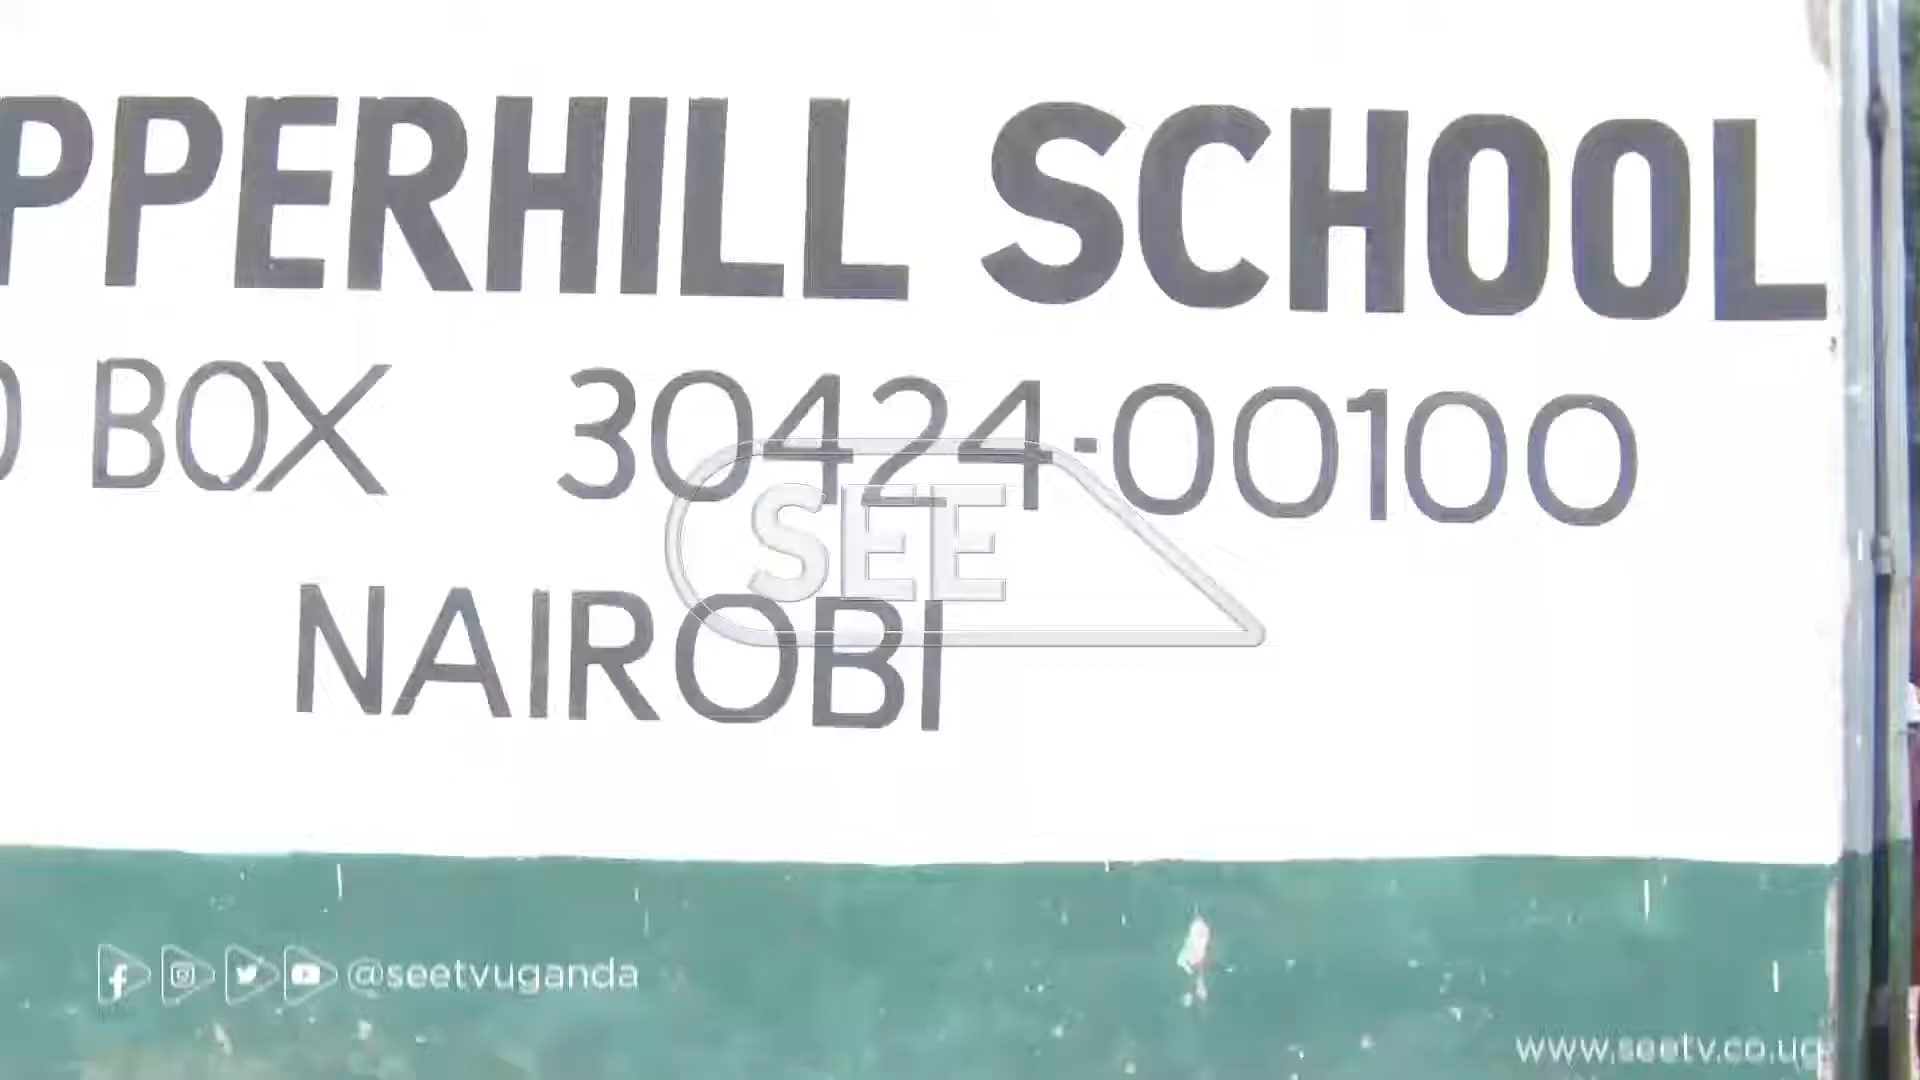 PPERHILL SCHOOL
O BOX 30424-00100
SEE
NAIROBI
@seetvuganda
www.seetv.co.ug